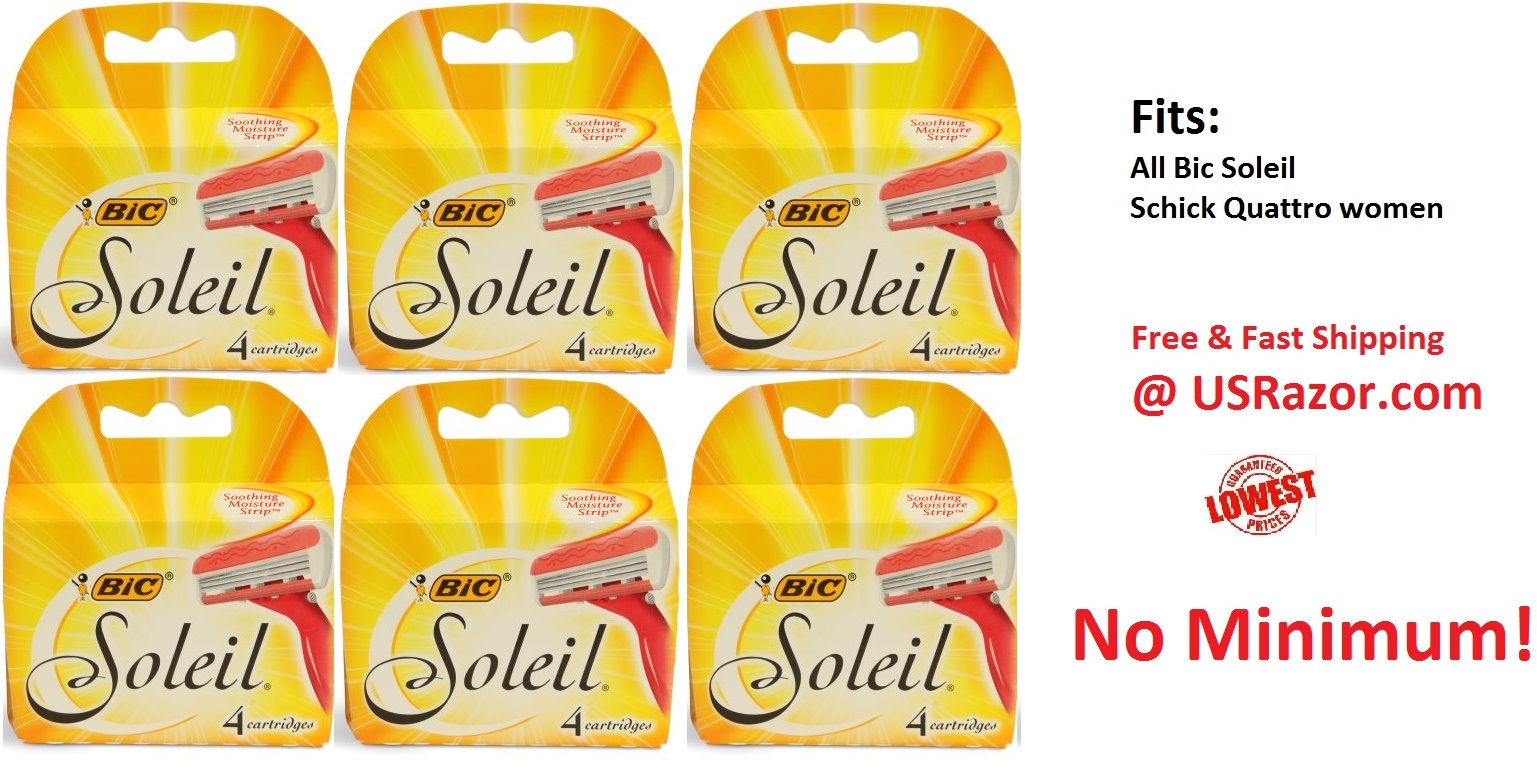 Soothing
Moisture
Strip™
BiC®
Soleil®
4 cartridges
Soothing
Moisture
Strip™
BiC®
Soleil®
4 cartridges
Soothing
Moisture
Strip™
BiC®
Soleil®
4 cartridges
Fits:
All Bic Soleil
Schick Quattro women
Free & Fast Shipping
@ USRazor.com
GUARANTEED
LOWEST
PRICES
No Minimum!
Soothing
Moisture
Strip™
BiC®
Soleil®
4 cartridges
Soothing
Moisture
Strip™
BiC®
Soleil®
4 cartridges
Soothing
Moisture
Strip™
BiC®
Soleil®
4 cartridges